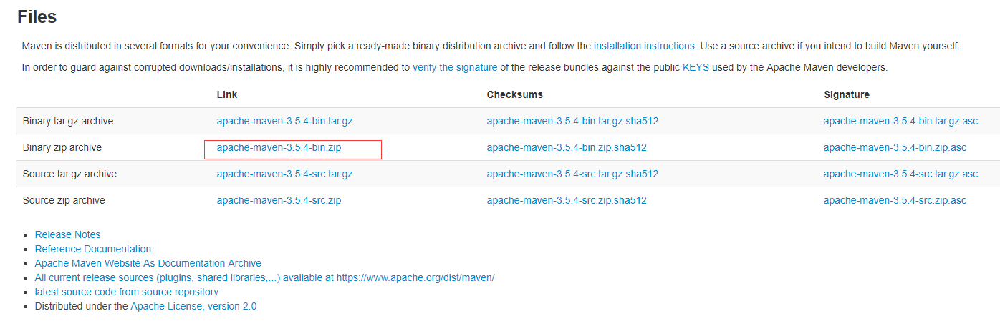 Files
Maven is distributed in several formats for your convenience. Simply pick a ready-made binary distribution archive and follow the installation instructions. Use a source archive if you intend to build Maven yourself.
In order to guard against corrupted downloads/installations, it is highly recommended to verify the signature of the release bundles against the public KEYS used by the Apache Maven developers.
Link Checksums Signature
Binary tar.gz archive apache-maven-3.5.4-bin.tar.gz apache-maven-3.5.4-bin.tar.gz.sha512 apache-maven-3.5.4-bin.tar.gz.asc
Binary zip archive apache-maven-3.5.4-bin.zip apache-maven-3.5.4-bin.zip.sha512 apache-maven-3.5.4-bin.zip.asc
Source tar.gz archive apache-maven-3.5.4-src.tar.gz apache-maven-3.5.4-src.tar.gz.sha512 apache-maven-3.5.4-src.tar.gz.asc
Source zip archive apache-maven-3.5.4-src.zip apache-maven-3.5.4-src.zip.sha512 apache-maven-3.5.4-src.zip.asc
Release Notes
Reference Documentation
Apache Maven Website As Documentation Archive
All current release sources (plugins, shared libraries,...) available at https://www.apache.org/dist/maven/
latest source code from source repository
Distributed under the Apache License, version 2.0